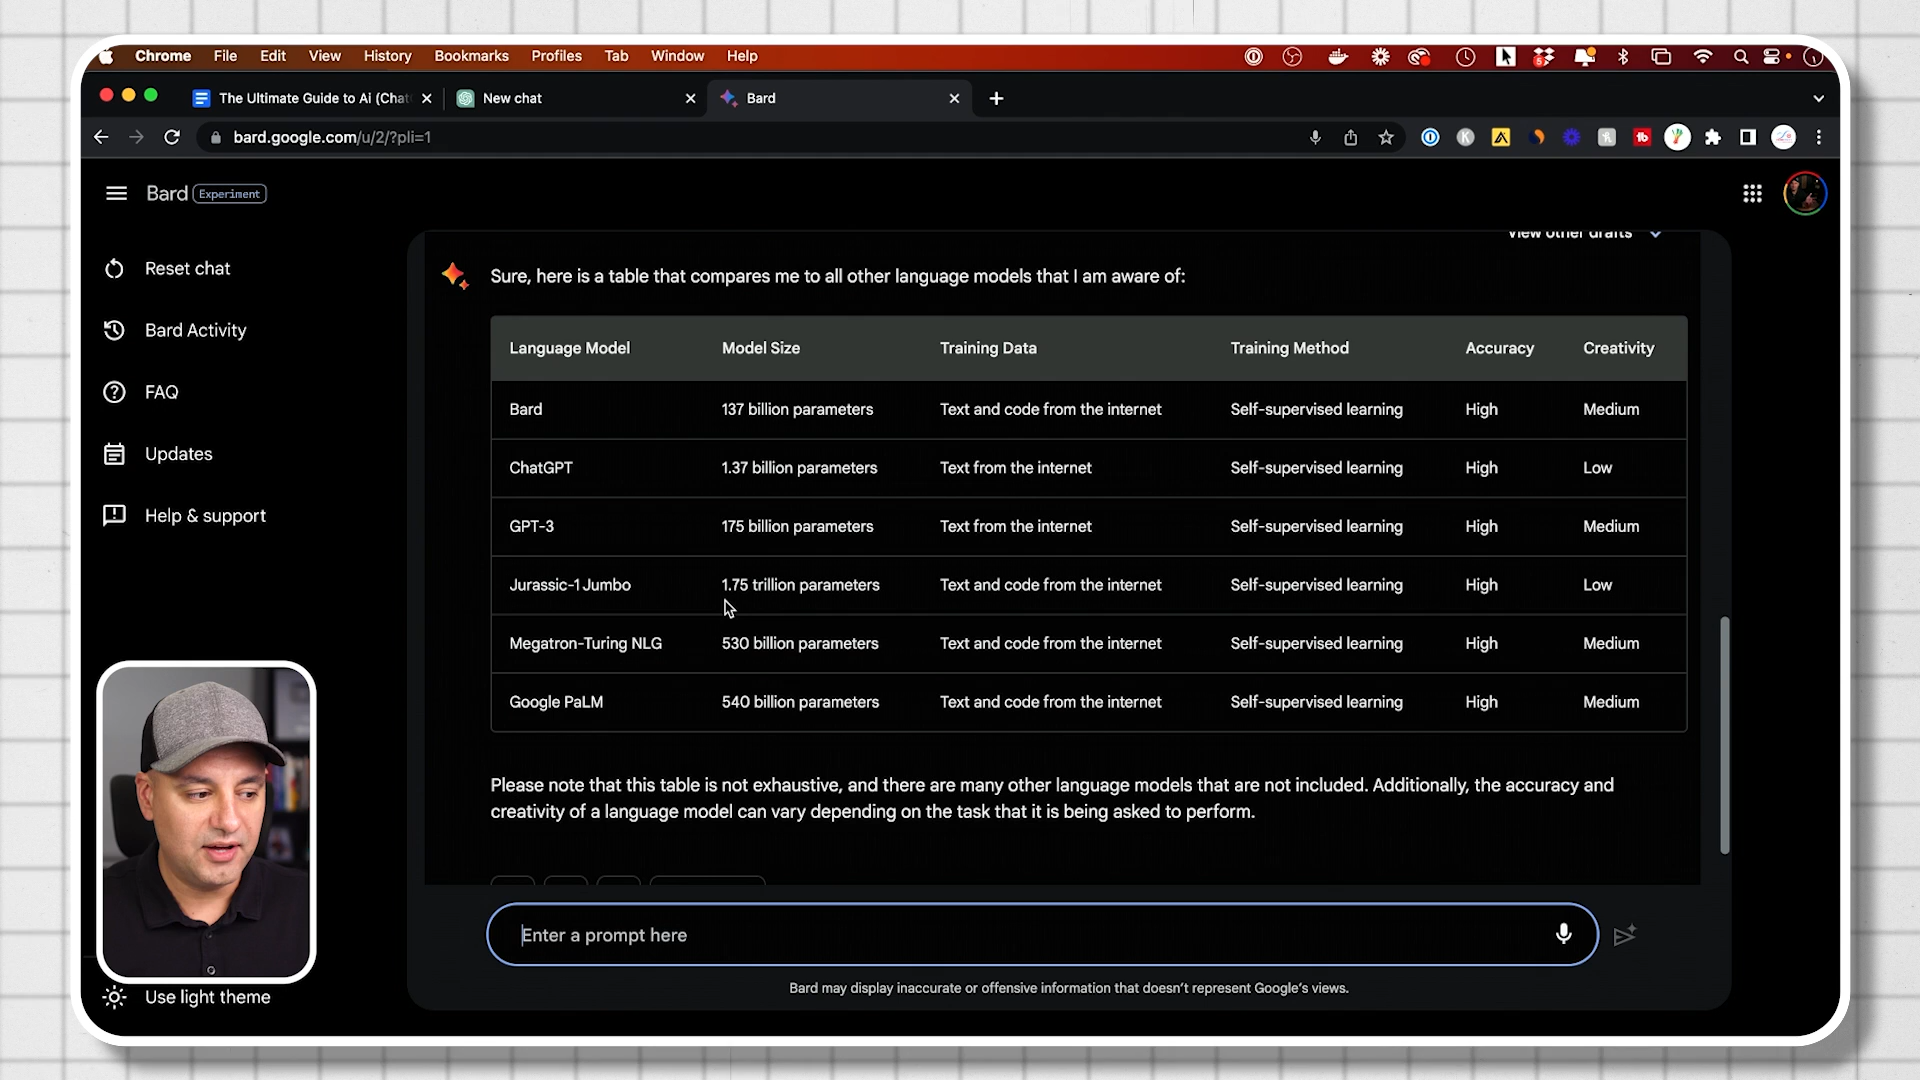 Chrome File Edit View History Bookmarks Profiles Tab Window Help
The Ultimate Guide to Ai (Chat New chat Bard
bard.google.com/u/2/?pli=1
Bard Experiment
Reset chat
Bard Activity
FAQ
Updates
Help & support
Use light theme
View other drafts
Sure, here is a table that compares me to all other language models that I am aware of:
Language Model Model Size Training Data Training Method Accuracy Creativity
Bard 137 billion parameters Text and code from the internet Self-supervised learning High Medium
ChatGPT 1.37 billion parameters Text from the internet Self-supervised learning High Low
GPT-3 175 billion parameters Text from the internet Self-supervised learning High Medium
Jurassic-1 Jumbo 1.75 trillion parameters Text and code from the internet Self-supervised learning High Low
Megatron-Turing NLG 530 billion parameters Text and code from the internet Self-supervised learning High Medium
Google PaLM 540 billion parameters Text and code from the internet Self-supervised learning High Medium
Please note that this table is not exhaustive, and there are many other language models that are not included. Additionally, the accuracy and
creativity of a language model can vary depending on the task that it is being asked to perform.
Enter a prompt here
Bard may display inaccurate or offensive information that doesn't represent Google's views.